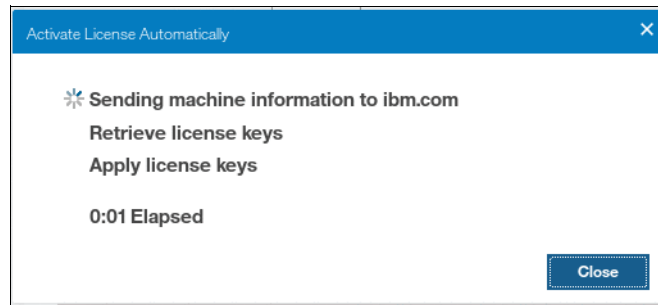 Activate License Automatically
Sending machine information to ibm.com
Retrieve license keys
Apply license keys
0:01 Elapsed
Close